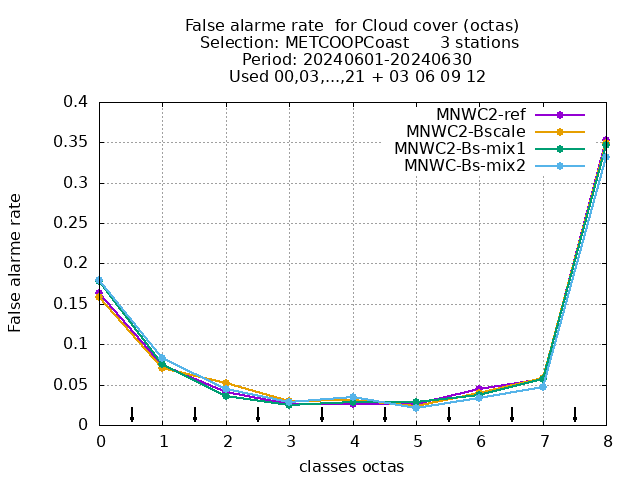 False alarme rate  for Cloud cover (octas)
Selection: METCOOPCoast      3 stations
Period: 20240601-20240630
Used 00,03,...,21 + 03 06 09 12
MNWC2-ref
MNWC2-Bscale
MNWC2-Bs-mix1
MNWC-Bs-mix2
False alarme rate
0.4
0.35
0.3
0.25
0.2
0.15
0.1
0.05
0
0 1 2 3 4 5 6 7 8
classes octas